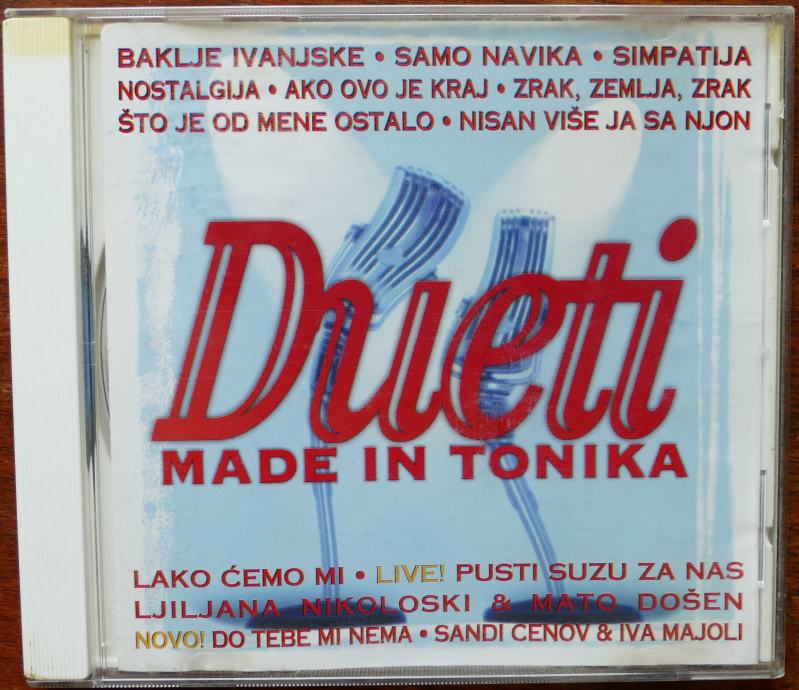 BAKLJE IVANJSKE • SAMO NAVIKA • SIMPATIJA
NOSTALGIJA • AKO OVO JE KRAJ • ZRAK, ZEMLJA, ZRAK
ŠTO JE OD MENE OSTALO • NISAN VIŠE JA SA NJON
Dueti
MADE IN TONIKA
LAKO ĆEMO MI • LIVE! PUSTI SUZU ZA NAS
LJILJANA NIKOLOSKI & MATO DOŠEN
NOVO! DO TEBE MI NEMA • SANDI CENOV & IVA MAJOLI